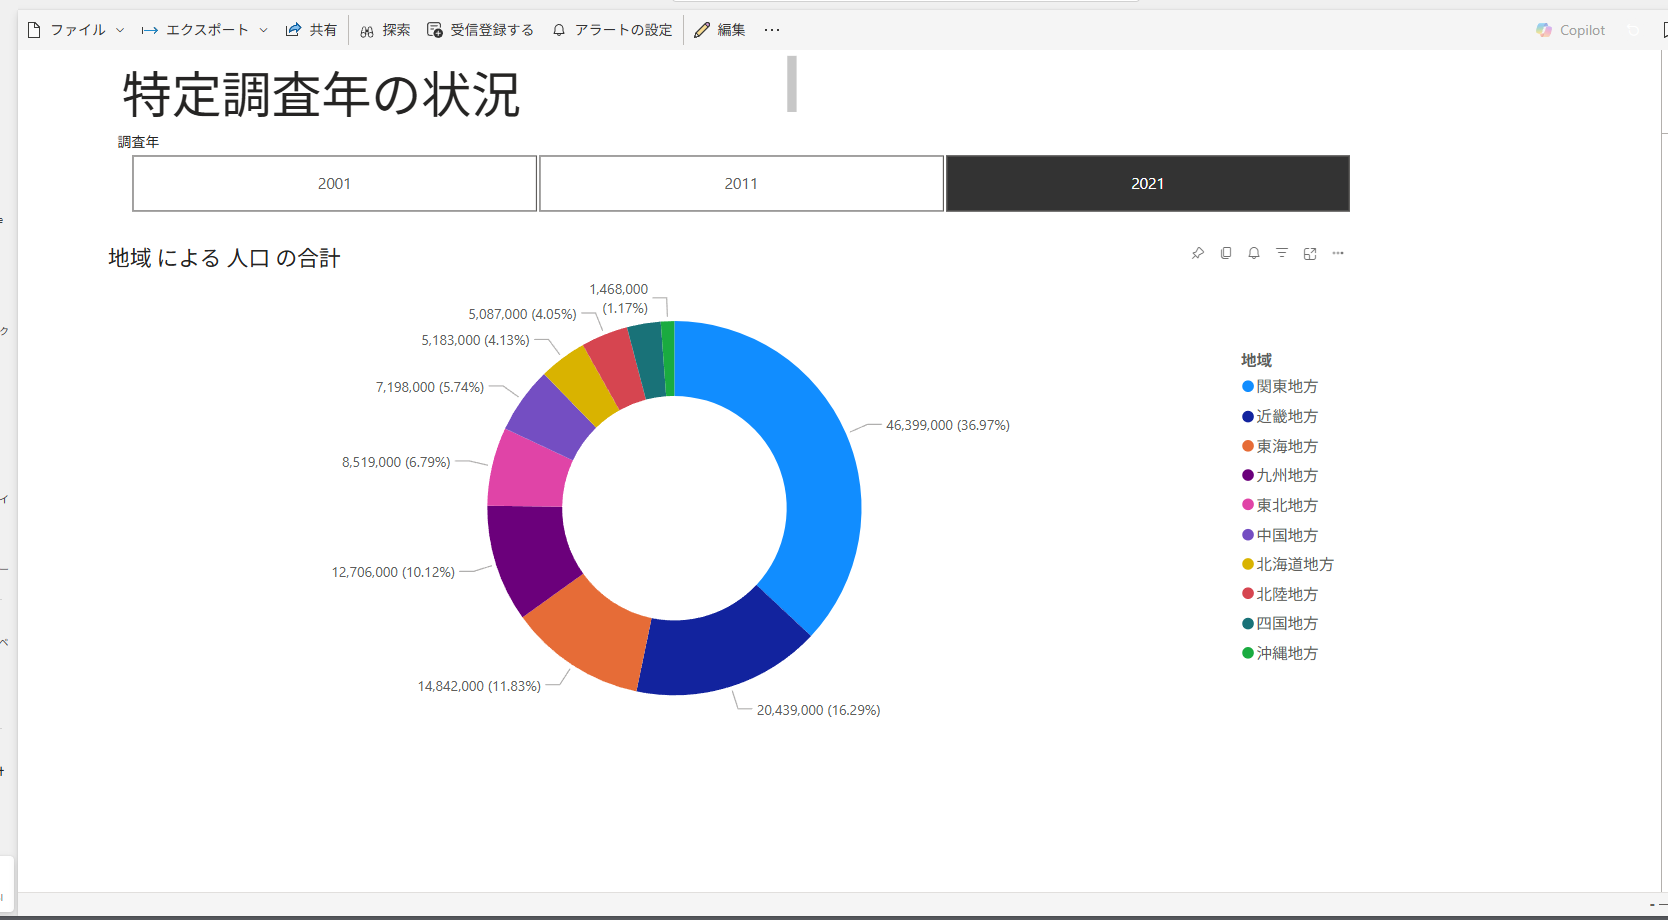 ファイル エクスポート 共有 探索 受信登録する アラートの設定 編集 … Copilot
特定調査年の状況
調査年
2001 2011 2021
地域 による 人口 の合計
1,468,000
(1.17%)
5,087,000 (4.05%)
5,183,000 (4.13%)
7,198,000 (5.74%)
46,399,000 (36.97%)
8,519,000 (6.79%)
12,706,000 (10.12%)
14,842,000 (11.83%)
20,439,000 (16.29%)
地域
関東地方
近畿地方
東海地方
九州地方
東北地方
中国地方
北海道地方
北陸地方
四国地方
沖縄地方